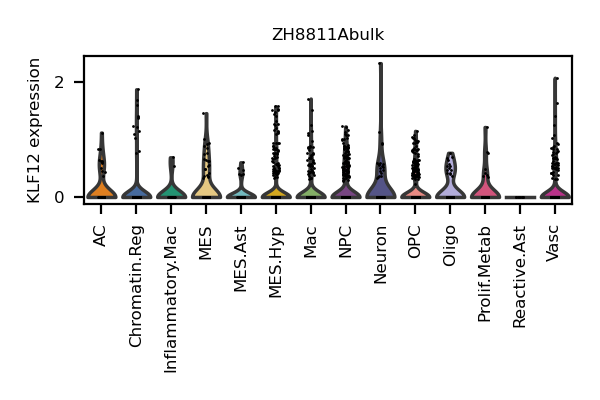 ZH8811Abulk
KLF12 expression
2
0
AC
Chromatin.Reg
Inflammatory.Mac
MES
MES.Ast
MES.Hyp
Mac
NPC
Neuron
OPC
Oligo
Prolif.Metab
Reactive.Ast
Vasc